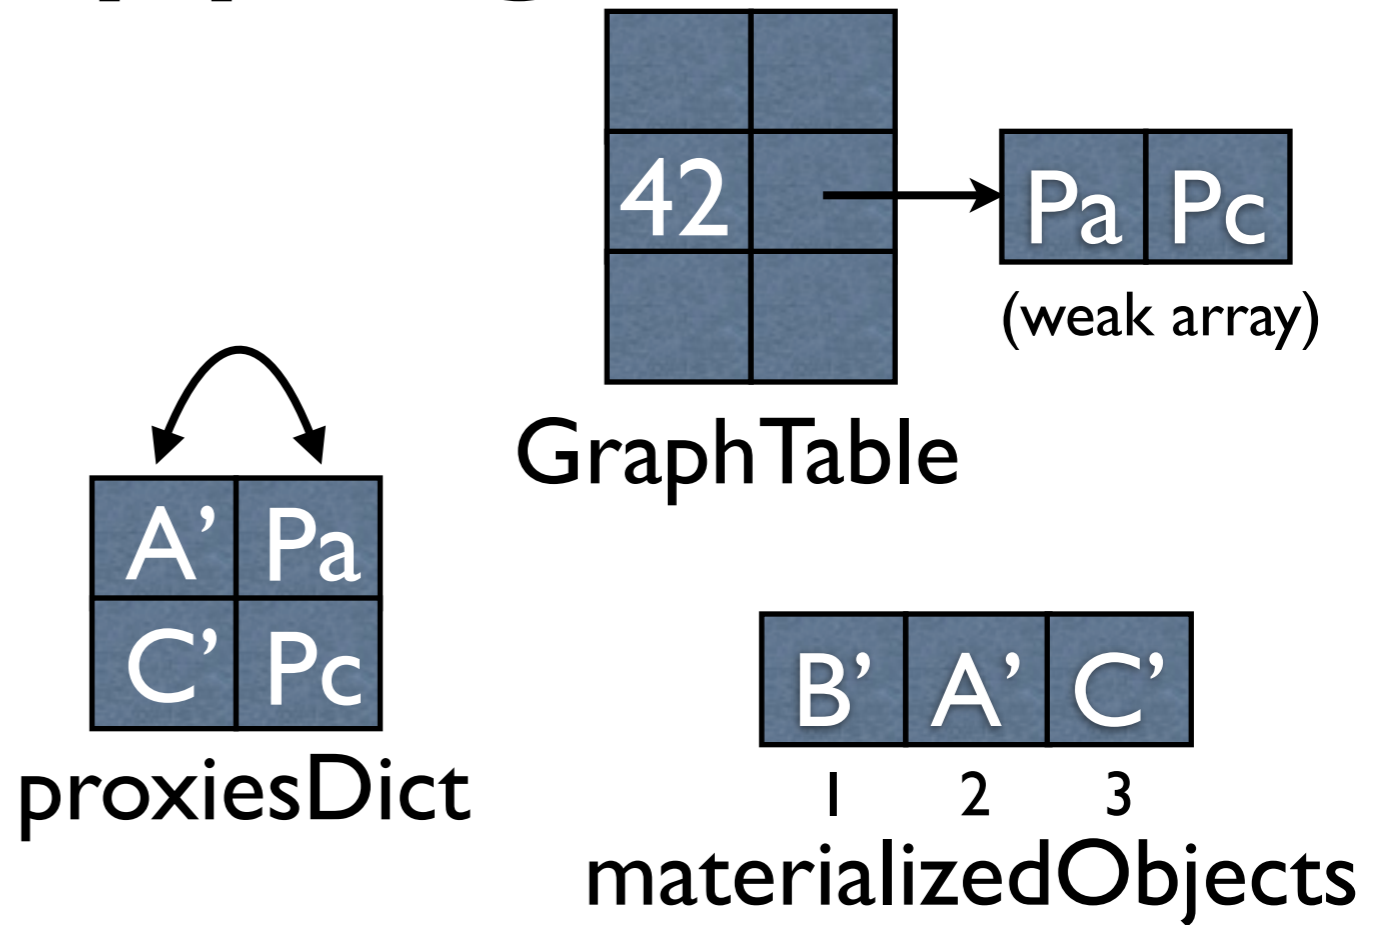 42
Pa Pc
(weak array)
GraphTable
A’ Pa
C’ Pc
proxiesDict
B’ A’ C’
1 2 3
materializedObjects